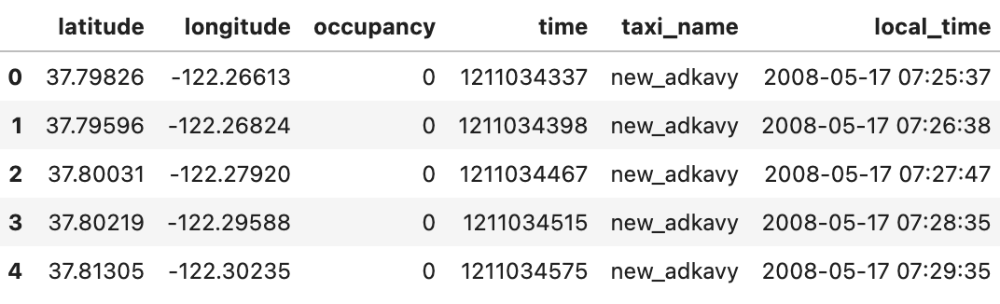 latitude longitude occupancy time taxi_name local_time
0 37.79826 -122.26613 0 1211034337 new_adkavy 2008-05-17 07:25:37
1 37.79596 -122.26824 0 1211034398 new_adkavy 2008-05-17 07:26:38
2 37.80031 -122.27920 0 1211034467 new_adkavy 2008-05-17 07:27:47
3 37.80219 -122.29588 0 1211034515 new_adkavy 2008-05-17 07:28:35
4 37.81305 -122.30235 0 1211034575 new_adkavy 2008-05-17 07:29:35